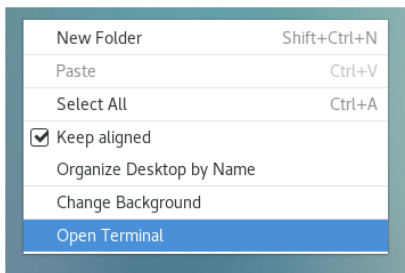 New Folder Shift+Ctrl+N
Paste Ctrl+V
Select All Ctrl+A
Keep aligned
Organize Desktop by Name
Change Background
Open Terminal